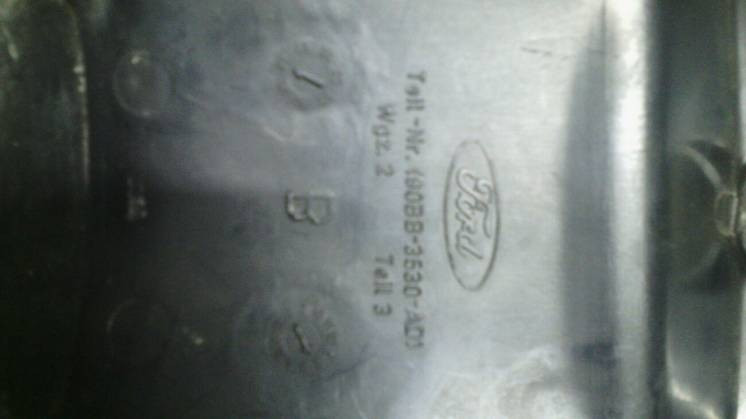 Ford
Teil-Nr. (90BB-3530-AD)
Wgz. 2 Teil 3
B